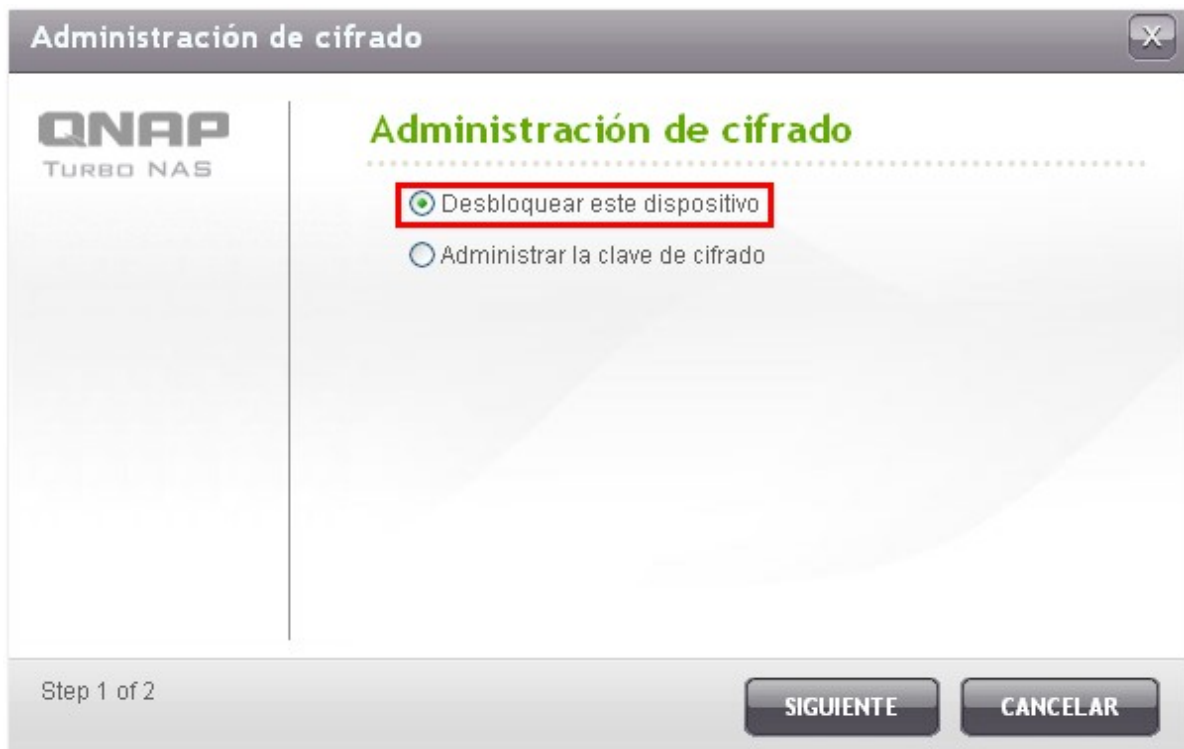 Administración de cifrado
X
QNAP
TURBO NAS
Administración de cifrado
Desbloquear este dispositivo
Administrar la clave de cifrado
Step 1 of 2
SIGUIENTE
CANCELAR